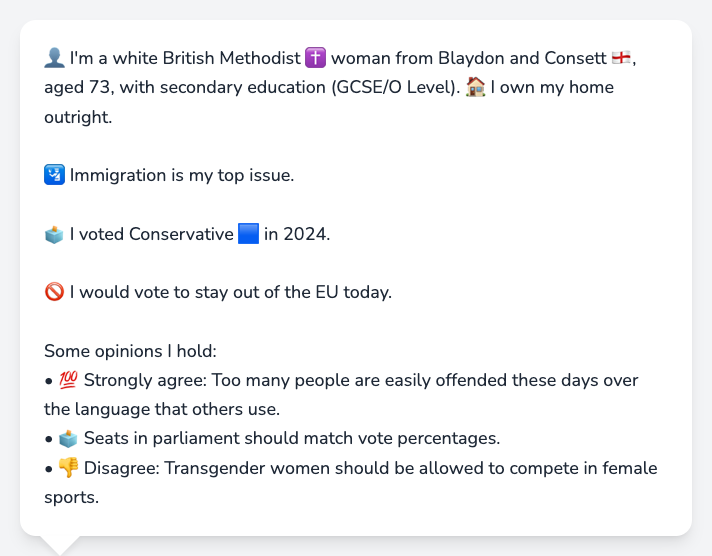 👤 I'm a white British Methodist ✝️ woman from Blaydon and Consett 🏴󠁧󠁢󠁥󠁮󠁧󠁿,
aged 73, with secondary education (GCSE/O Level). 🏠 I own my home
outright.
🛂 Immigration is my top issue.
🗳️ I voted Conservative 🟦 in 2024.
🚫 I would vote to stay out of the EU today.
Some opinions I hold:
• 💯 Strongly agree: Too many people are easily offended these days over
the language that others use.
• 🗳️ Seats in parliament should match vote percentages.
• 👎 Disagree: Transgender women should be allowed to compete in female
sports.